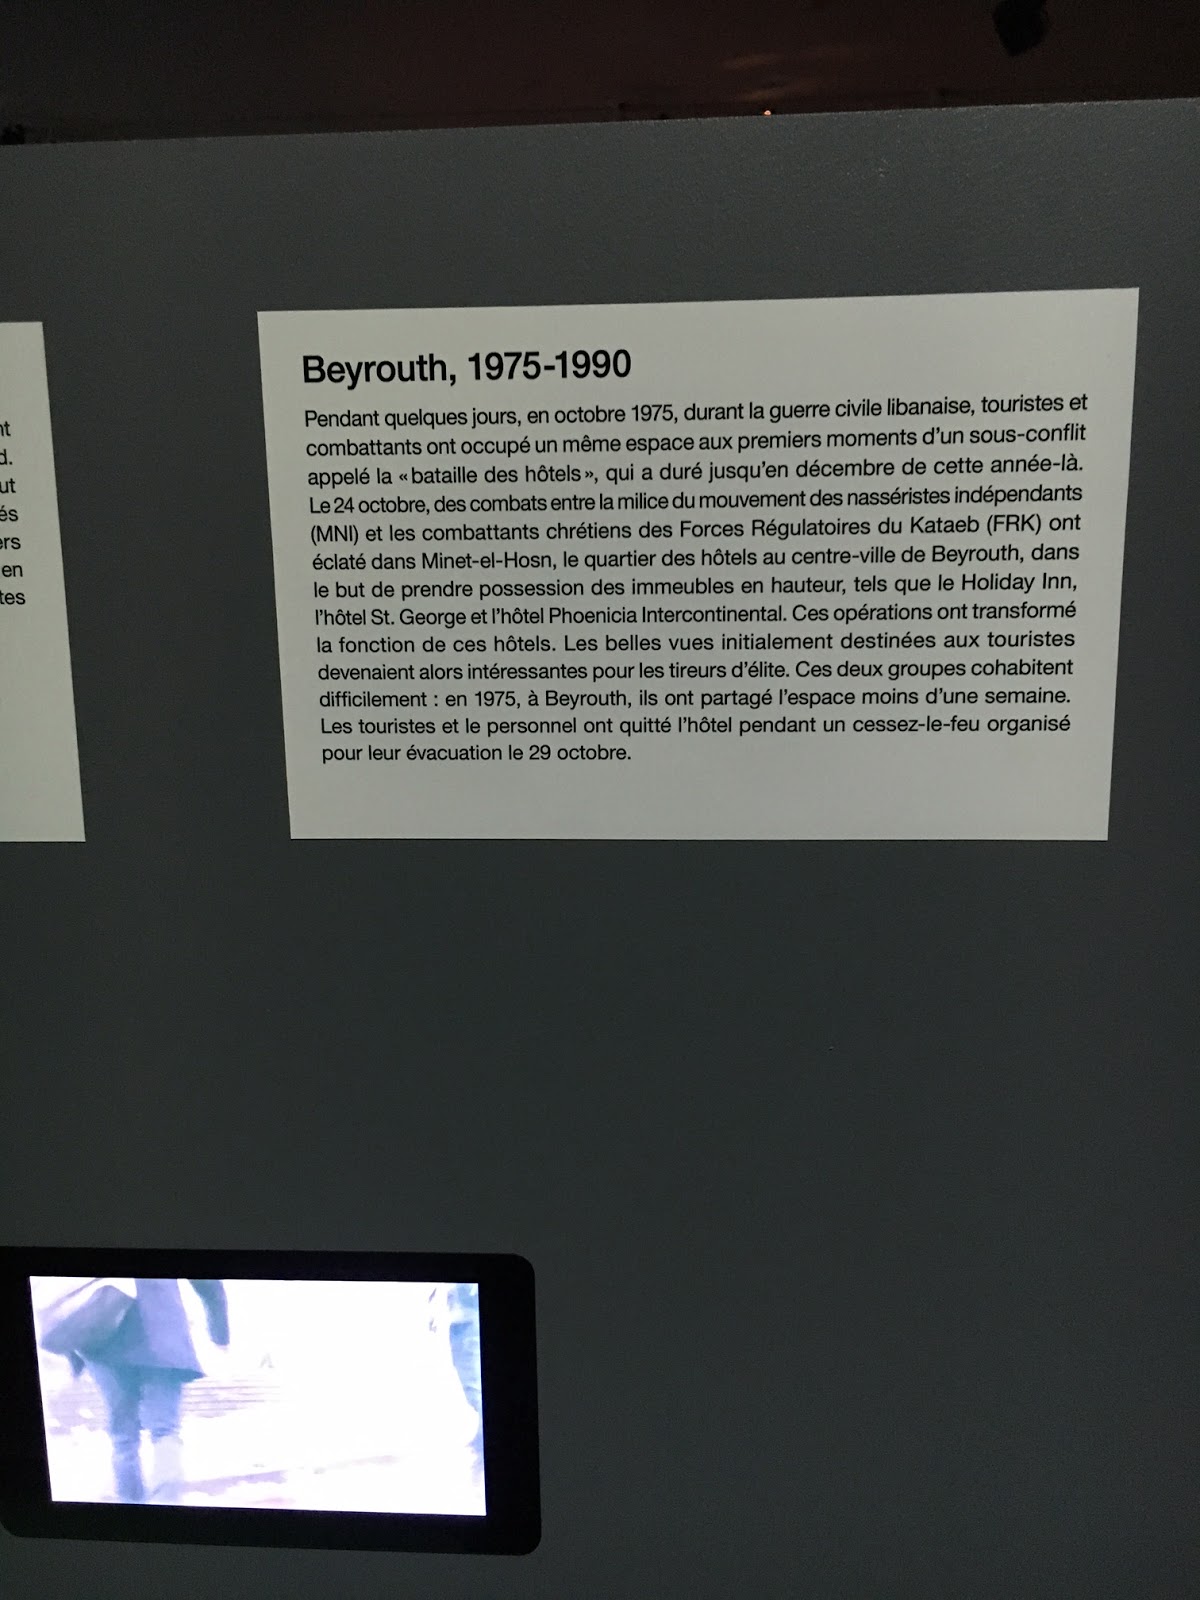 nt
d.
ut
és
ers
en
tes
Beyrouth, 1975-1990
Pendant quelques jours, en octobre 1975, durant la guerre civile libanaise, touristes et
combattants ont occupé un même espace aux premiers moments d'un sous-conflit
appelé la « bataille des hôtels », qui a duré jusqu'en décembre de cette année-là.
Le 24 octobre, des combats entre la milice du mouvement des nasséristes indépendants
(MNI) et les combattants chrétiens des Forces Régulatoires du Kataeb (FRK) ont
éclaté dans Minet-el-Hosn, le quartier des hôtels au centre-ville de Beyrouth, dans
le but de prendre possession des immeubles en hauteur, tels que le Holiday Inn,
l'hôtel St. George et l'hôtel Phoenicia Intercontinental. Ces opérations ont transformé
la fonction de ces hôtels. Les belles vues initialement destinées aux touristes
devenaient alors intéressantes pour les tireurs d'élite. Ces deux groupes cohabitent
difficilement : en 1975, à Beyrouth, ils ont partagé l'espace moins d'une semaine.
Les touristes et le personnel ont quitté l'hôtel pendant un cessez-le-feu organisé
pour leur évacuation le 29 octobre.